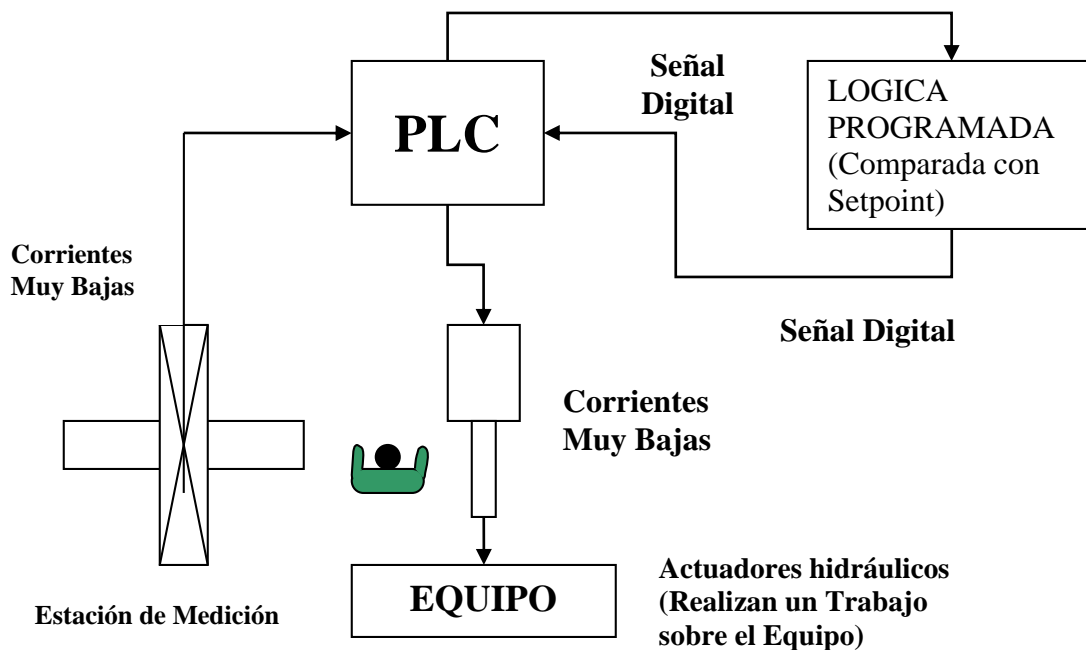 Señal
Digital
PLC
LOGICA
PROGRAMADA
(Comparada con
Setpoint)
Corrientes
Muy Bajas
Señal Digital
Corrientes
Muy Bajas
Estación de Medición
EQUIPO
Actuadores hidráulicos
(Realizan un Trabajo
sobre el Equipo)